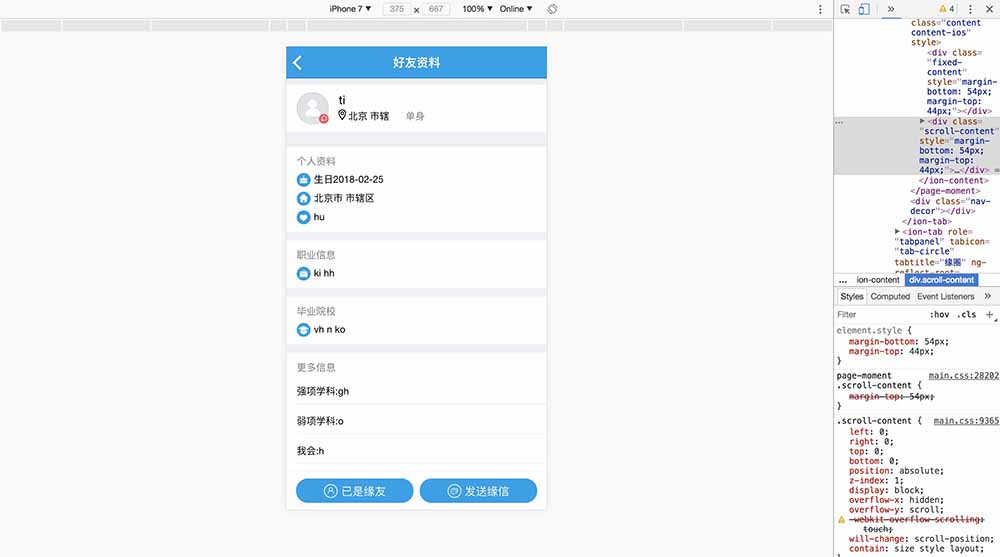 iPhone 7 ▼ 375 × 667 100% ▼ Online ▼
» 4
好友资料
ti
北京 市辖 单身
个人资料
生日2018-02-25
北京市 市辖区
hu
职业信息
ki hh
毕业院校
vh n ko
更多信息
强项学科:gh
弱项学科:o
我会:h
已是缘友 发送缘信
class="content
content-ios"
style>
<div class=
"fixed-
content"
style="margin-
bottom: 54px;
margin-top:
44px;"></div>
... ▶<div class=
"scroll-content"
style="margin-
bottom: 54px;
margin-top:
44px;">…</div> ==
</ion-content>
</page-moment>
<div class="nav-
decor"></div>
</ion-tab>
▶<ion-tab role=
"tabpanel" tabicon=
"tab-circle"
tabtitle="缘圈" ng-
reflect-root=
... ion-content div.scroll-content
Styles Computed Event Listeners »
Filter :hov .cls +
element.style {
margin-bottom: 54px;
margin-top: 44px;
}
page-moment main.css:28202
.scroll-content {
margin-top: 54px;
}
.scroll-content { main.css:9365
left: 0;
right: 0;
top: 0;
bottom: 0;
position: absolute;
z-index: 1;
display: block;
overflow-x: hidden;
overflow-y: scroll;
-webkit-overflow-scrolling:
touch;
will-change: scroll-position;
contain: size style layout;